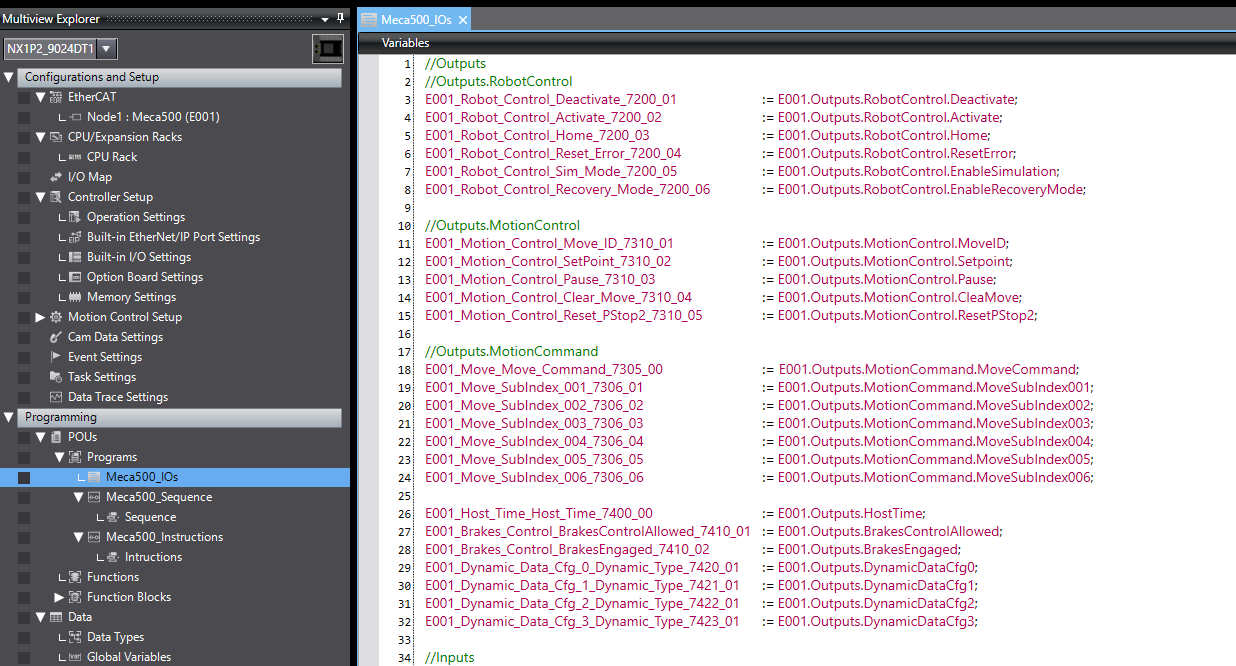 Multiview Explorer
NX1P2_9024DT1
Configurations and Setup
EtherCAT
Node1 : Meca500 (E001)
CPU/Expansion Racks
CPU Rack
I/O Map
Controller Setup
Operation Settings
Built-in EtherNet/IP Port Settings
Built-in I/O Settings
Option Board Settings
Memory Settings
Motion Control Setup
Cam Data Settings
Event Settings
Task Settings
Data Trace Settings
Programming
POUs
Programs
Meca500_IOs
Meca500_Sequence
Sequence
Meca500_Instructions
Intructions
Functions
Function Blocks
Data
Data Types
Global Variables
Meca500_IOs
Variables
1 //Outputs
2 //Outputs.RobotControl
3 E001_Robot_Control_Deactivate_7200_01 := E001.Outputs.RobotControl.Deactivate;
4 E001_Robot_Control_Activate_7200_02 := E001.Outputs.RobotControl.Activate;
5 E001_Robot_Control_Home_7200_03 := E001.Outputs.RobotControl.Home;
6 E001_Robot_Control_Reset_Error_7200_04 := E001.Outputs.RobotControl.ResetError;
7 E001_Robot_Control_Sim_Mode_7200_05 := E001.Outputs.RobotControl.EnableSimulation;
8 E001_Robot_Control_Recovery_Mode_7200_06 := E001.Outputs.RobotControl.EnableRecoveryMode;
9
10 //Outputs.MotionControl
11 E001_Motion_Control_Move_ID_7310_01 := E001.Outputs.MotionControl.MoveID;
12 E001_Motion_Control_SetPoint_7310_02 := E001.Outputs.MotionControl.Setpoint;
13 E001_Motion_Control_Pause_7310_03 := E001.Outputs.MotionControl.Pause;
14 E001_Motion_Control_Clear_Move_7310_04 := E001.Outputs.MotionControl.CleaMove;
15 E001_Motion_Control_Reset_PStop2_7310_05 := E001.Outputs.MotionControl.ResetPStop2;
16
17 //Outputs.MotionCommand
18 E001_Move_Move_Command_7305_00 := E001.Outputs.MotionCommand.MoveCommand;
19 E001_Move_SubIndex_001_7306_01 := E001.Outputs.MotionCommand.MoveSubIndex001;
20 E001_Move_SubIndex_002_7306_02 := E001.Outputs.MotionCommand.MoveSubIndex002;
21 E001_Move_SubIndex_003_7306_03 := E001.Outputs.MotionCommand.MoveSubIndex003;
22 E001_Move_SubIndex_004_7306_04 := E001.Outputs.MotionCommand.MoveSubIndex004;
23 E001_Move_SubIndex_005_7306_05 := E001.Outputs.MotionCommand.MoveSubIndex005;
24 E001_Move_SubIndex_006_7306_06 := E001.Outputs.MotionCommand.MoveSubIndex006;
25
26 E001_Host_Time_Host_Time_7400_00 := E001.Outputs.HostTime;
27 E001_Brakes_Control_BrakesControlAllowed_7410_01 := E001.Outputs.BrakesControlAllowed;
28 E001_Brakes_Control_BrakesEngaged_7410_02 := E001.Outputs.BrakesEngaged;
29 E001_Dynamic_Data_Cfg_0_Dynamic_Type_7420_01 := E001.Outputs.DynamicDataCfg0;
30 E001_Dynamic_Data_Cfg_1_Dynamic_Type_7421_01 := E001.Outputs.DynamicDataCfg1;
31 E001_Dynamic_Data_Cfg_2_Dynamic_Type_7422_01 := E001.Outputs.DynamicDataCfg2;
32 E001_Dynamic_Data_Cfg_3_Dynamic_Type_7423_01 := E001.Outputs.DynamicDataCfg3;
33
34 //Inputs